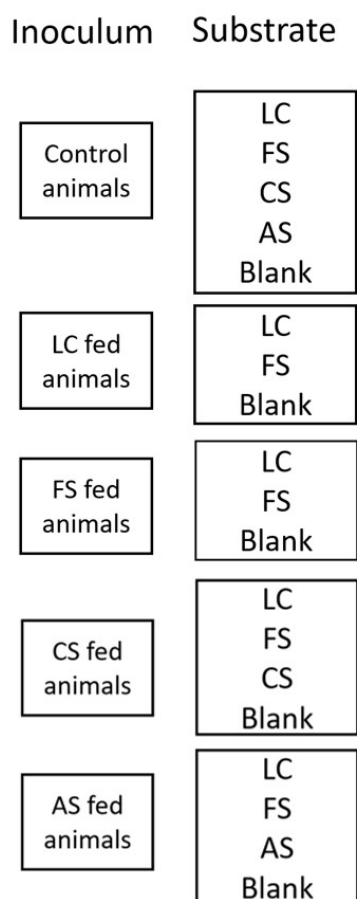 Inoculum Substrate
Control
animals
LC
FS
CS
AS
Blank
LC fed
animals
LC
FS
Blank
FS fed
animals
LC
FS
Blank
CS fed
animals
LC
FS
CS
Blank
AS fed
animals
LC
FS
AS
Blank